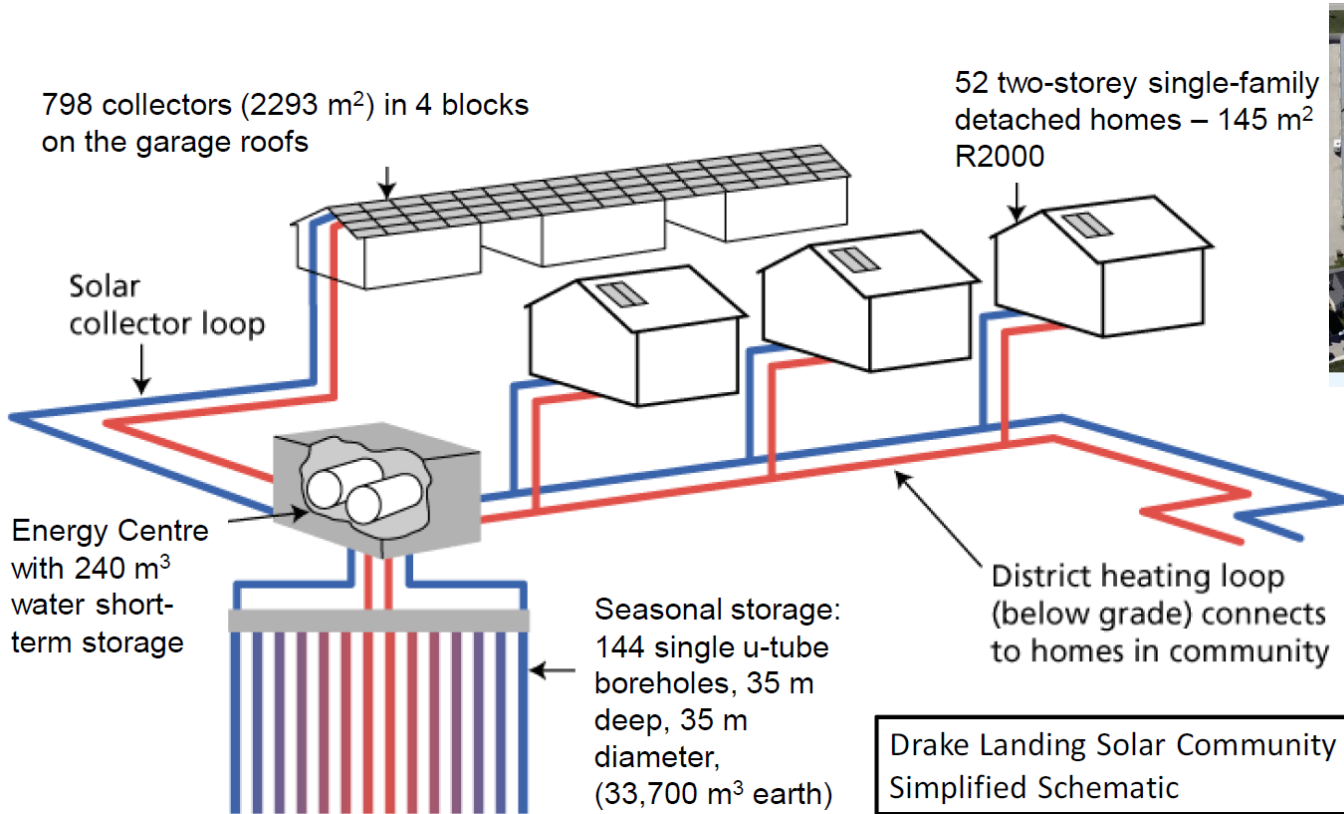 798 collectors (2293 m²) in 4 blocks
on the garage roofs
52 two-storey single-family
detached homes – 145 m²
R2000
Solar
collector loop
Energy Centre
with 240 m³
water short-
term storage
Seasonal storage:
144 single u-tube
boreholes, 35 m
deep, 35 m
diameter,
(33,700 m³ earth)
District heating loop
(below grade) connects
to homes in community
Drake Landing Solar Community
Simplified Schematic